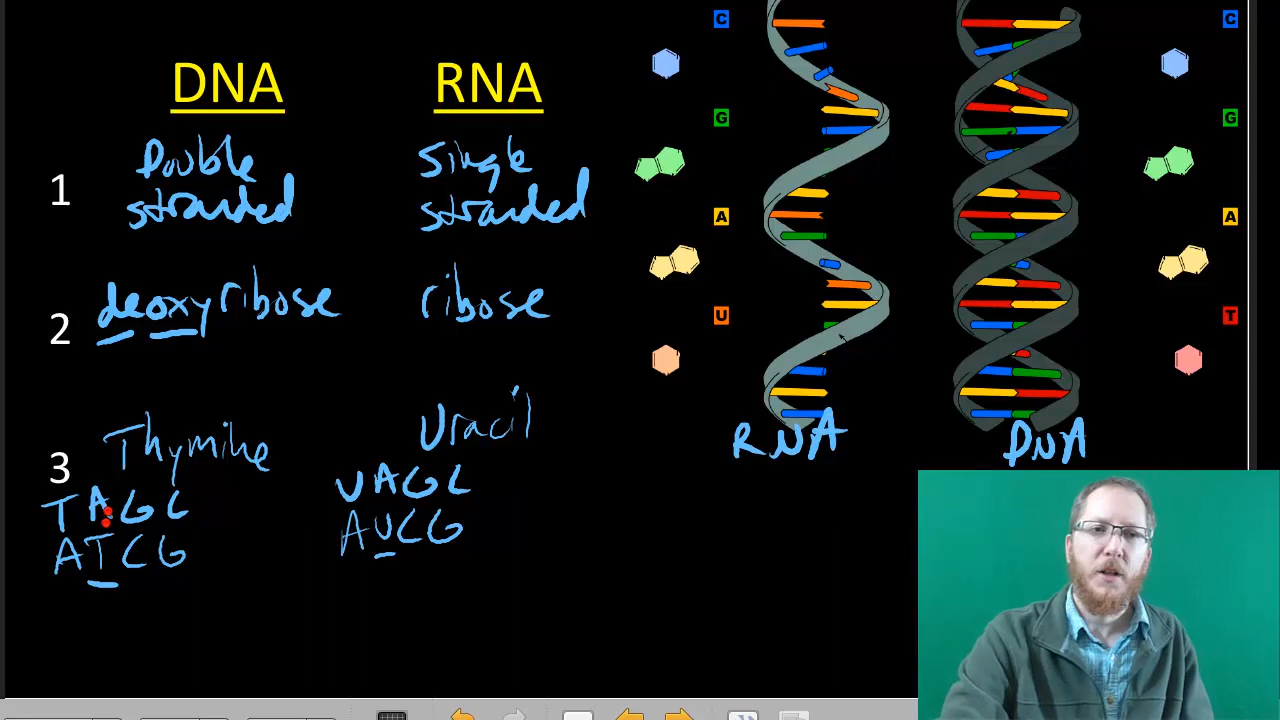 DNA RNA
1
Double stranded
Single stranded
2
deoxyribose
ribose
3
Thymine
Uracil
TAGC
ATCG
UAGC
AUCG
C
G
A
U
RNA
DNA
C
G
A
T